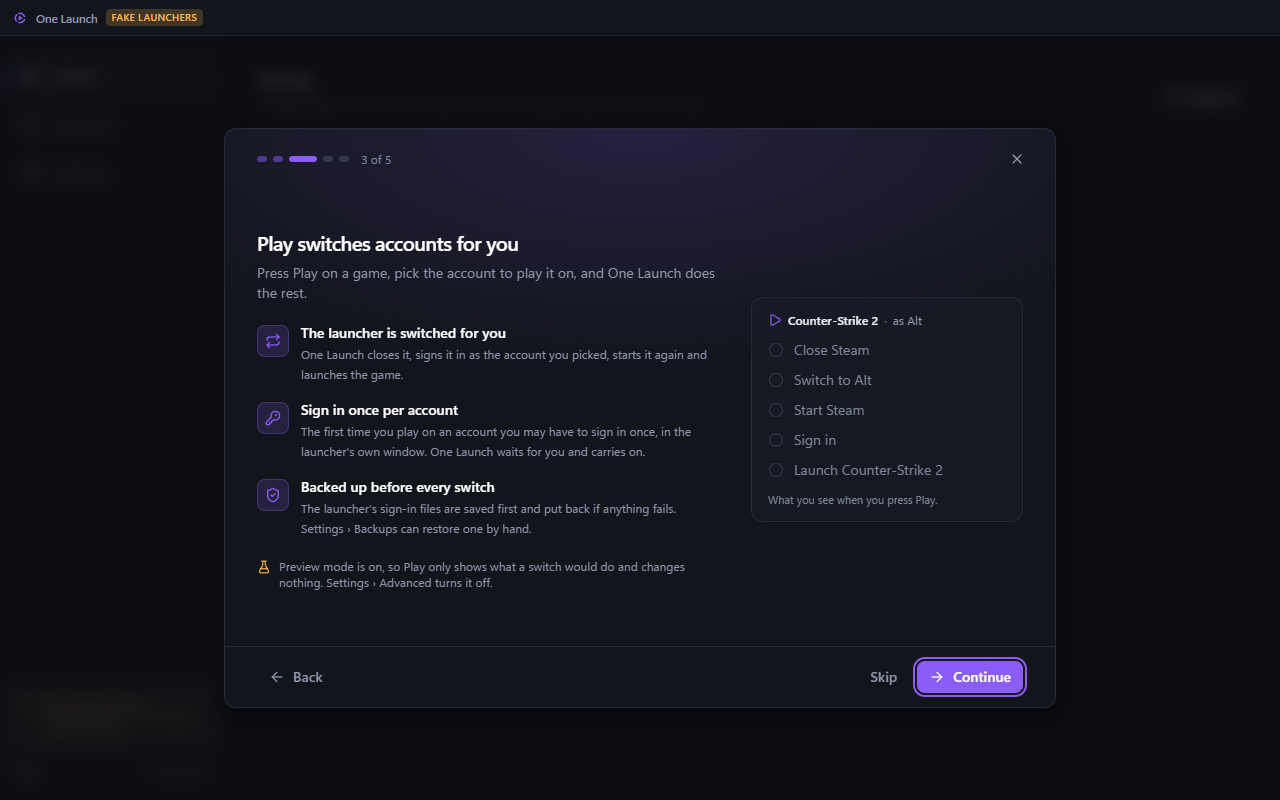 One Launch FAKE LAUNCHERS
3 of 5
Play switches accounts for you
Press Play on a game, pick the account to play it on, and One Launch does
the rest.
The launcher is switched for you
One Launch closes it, signs it in as the account you picked, starts it again and
launches the game.
Sign in once per account
The first time you play on an account you may have to sign in once, in the
launcher's own window. One Launch waits for you and carries on.
Backed up before every switch
The launcher's sign-in files are saved first and put back if anything fails.
Settings › Backups can restore one by hand.
Preview mode is on, so Play only shows what a switch would do and changes
nothing. Settings › Advanced turns it off.
Counter-Strike 2 · as Alt
Close Steam
Switch to Alt
Start Steam
Sign in
Launch Counter-Strike 2
What you see when you press Play.
Back
Skip
Continue